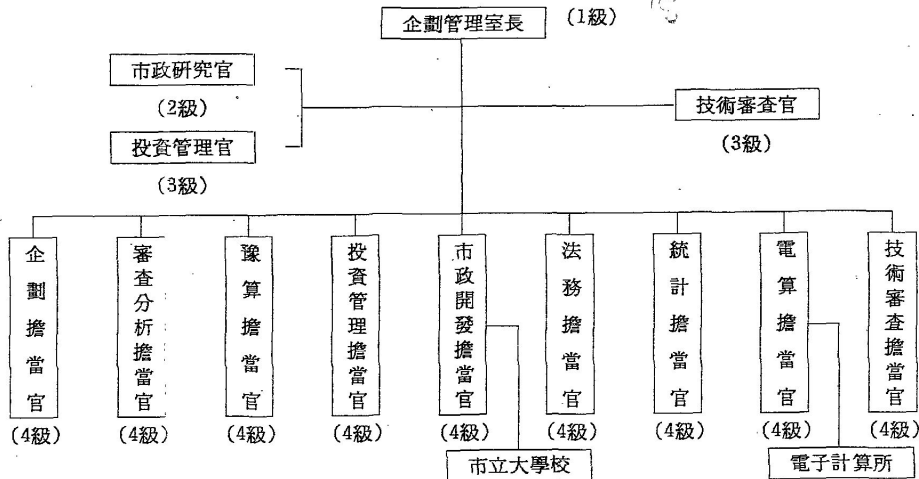 企劃管理室長
(1級)
市政硏究官
(2級)
投資管理官
(3級)
技術審査官
(3級)
企劃擔當官
(4級)
審査分析擔當官
(4級)
豫算擔當官
(4級)
投資管理擔當官
(4級)
市政開發擔當官
(4級)
法務擔當官
(4級)
統計擔當官
(4級)
電算擔當官
(4級)
技術審査擔當官
(4級)
市立大學校
電子計算所